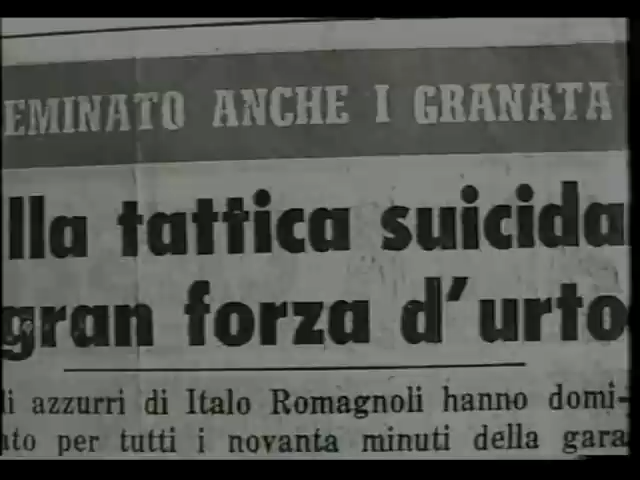 EMINATO ANCHE I GRANATA
lla tattica suicida
gran forza d'urto
li azzurri di Italo Romagnoli hanno domi-
ato per tutti i novanta minuti della gara